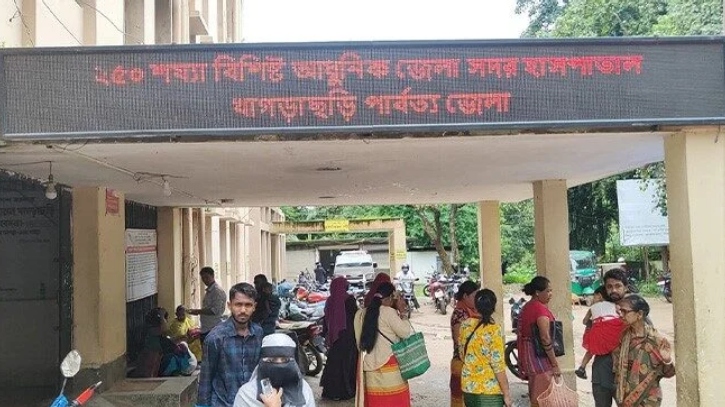 ২৫০ শয্যা বিশিষ্ট আধুনিক জেলা সদর হাসপাতাল
খাগড়াছড়ি পার্বত্য জেলা